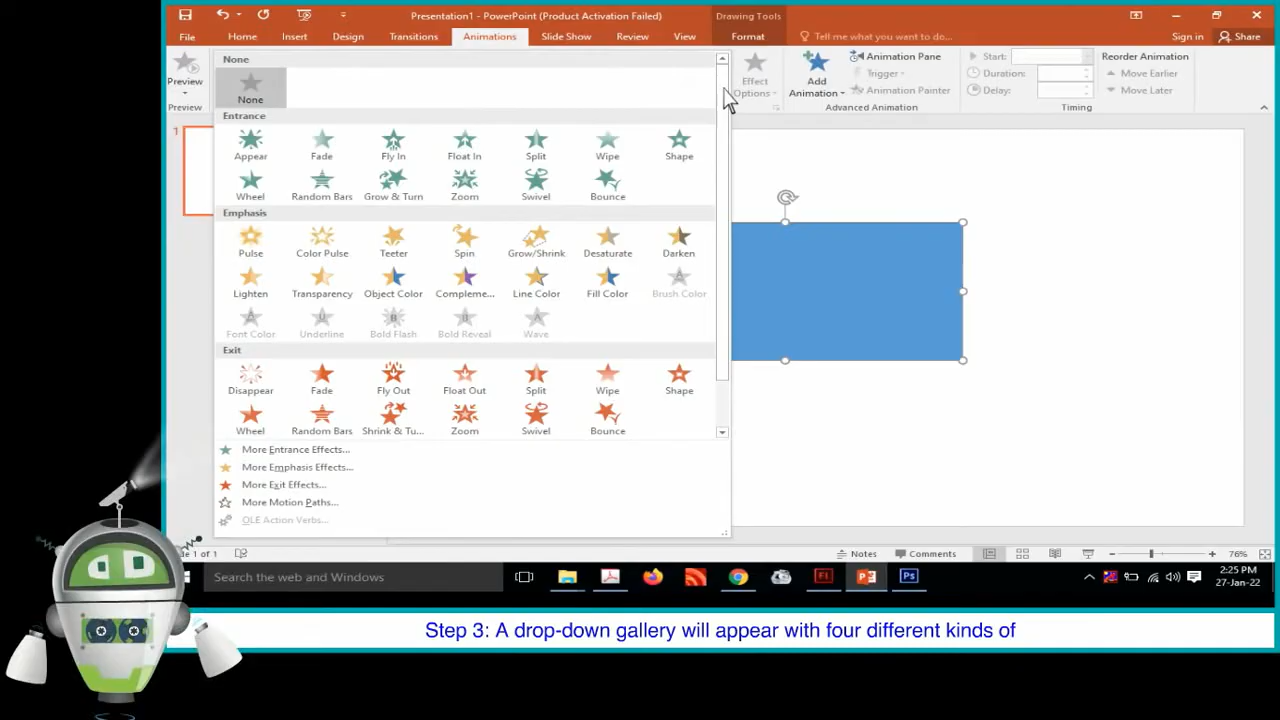 Presentation1 - PowerPoint (Product Activation Failed)
Drawing Tools
File Home Insert Design Transitions Animations Slide Show Review View Format Tell me what you want to do... Sign in Share
Preview
Preview
Effect Options
Add Animation
Animation Pane
Trigger
Animation Painter
Advanced Animation
Start:
Duration:
Delay:
Reorder Animation
Move Earlier
Move Later
Timing
1
None
None
Entrance
Appear Fade Fly In Float In Split Wipe Shape
Wheel Random Bars Grow & Turn Zoom Swivel Bounce
Emphasis
Pulse Color Pulse Teeter Spin Grow/Shrink Desaturate Darken
Lighten Transparency Object Color Compleme... Line Color Fill Color Brush Color
Font Color Underline Bold Flash Bold Reveal Wave
Exit
Disappear Fade Fly Out Float Out Split Wipe Shape
Wheel Random Bars Shrink & Tu... Zoom Swivel Bounce
More Entrance Effects...
More Emphasis Effects...
More Exit Effects...
More Motion Paths...
OLE Action Verbs...
de 1 of 1
Notes Comments 76%
Search the web and Windows
2:25 PM
27-Jan-22
Step 3: A drop-down gallery will appear with four different kinds of